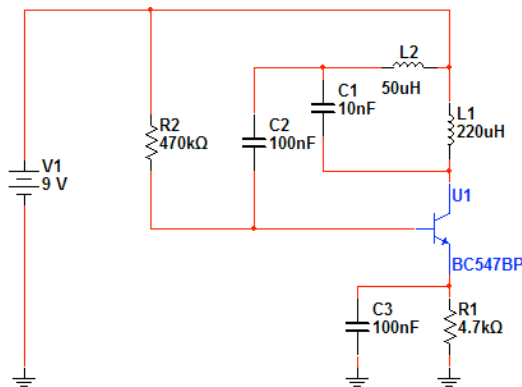 L2
50uH
C1
10nF
L1
220uH
R2
470kΩ
C2
100nF
V1
9 V
U1
BC547BP
C3
100nF
R1
4.7kΩ